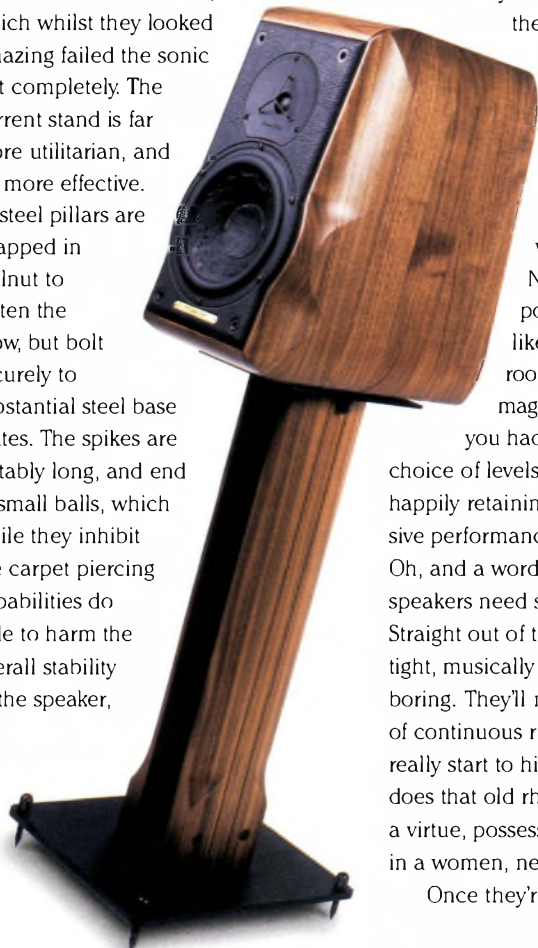 hich whilst they looked
azing failed the sonic
t completely. The
rrent stand is far
ore utilitarian, and
more effective.
steel pillars are
apped in
lnut to
ten the
ow, but bolt
curely to
bstantial steel base
tes. The spikes are
tably long, and end
small balls, which
ile they inhibit
e carpet piercing
pabilities do
le to harm the
erall stability
the speaker,
the
N
po
like
roo
mag
you had
choice of levels
happily retainin
sive performanc
Oh, and a word
speakers need s
Straight out of t
tight, musically
boring. They'll r
of continuous r
really start to hi
does that old rh
a virtue, possess
in a women, ne
Once they'r